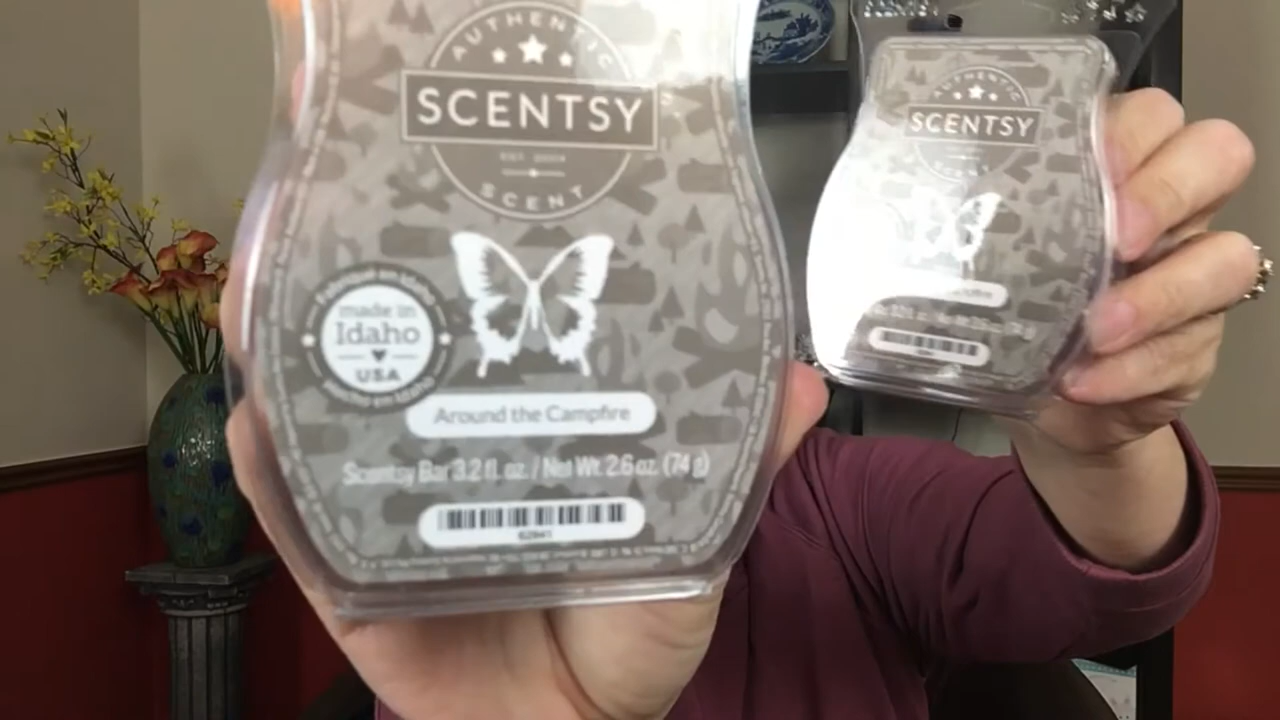 AUTHENTIC
SCENTSY
EST. 2004
SCENT
made in
Idaho
USA
Around the Campfire
Scentsy Bar 3.2 fl. oz. / Net Wt. 2.6 oz. (74 g)
AUTHENTIC
SCENTSY
SCENT